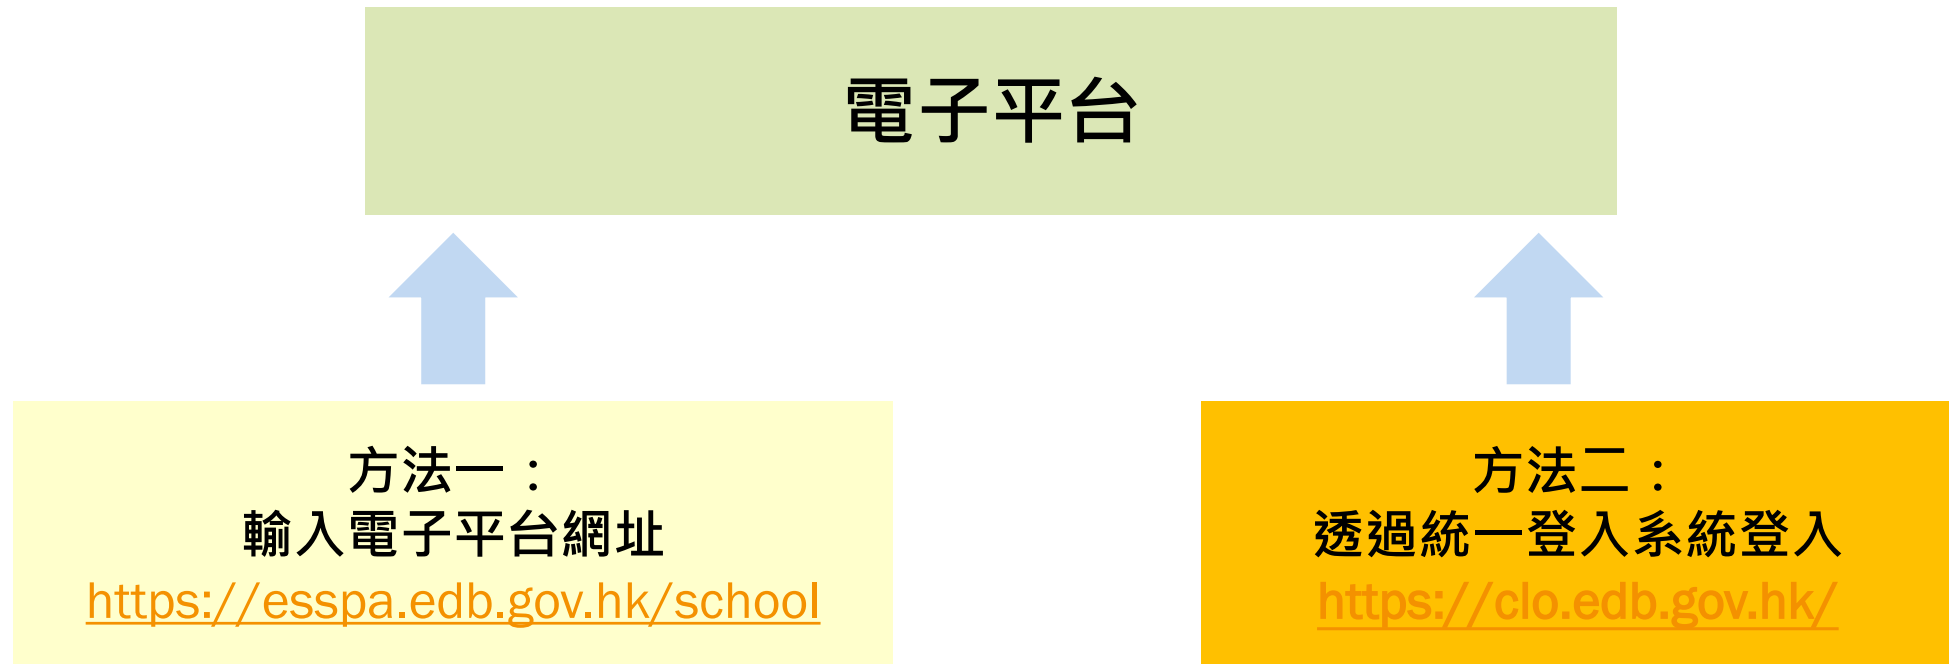 電子平台
方法一：
輸入電子平台網址
https://esspa.edb.gov.hk/school
方法二：
透過統一登入系統登入
https://clo.edb.gov.hk/